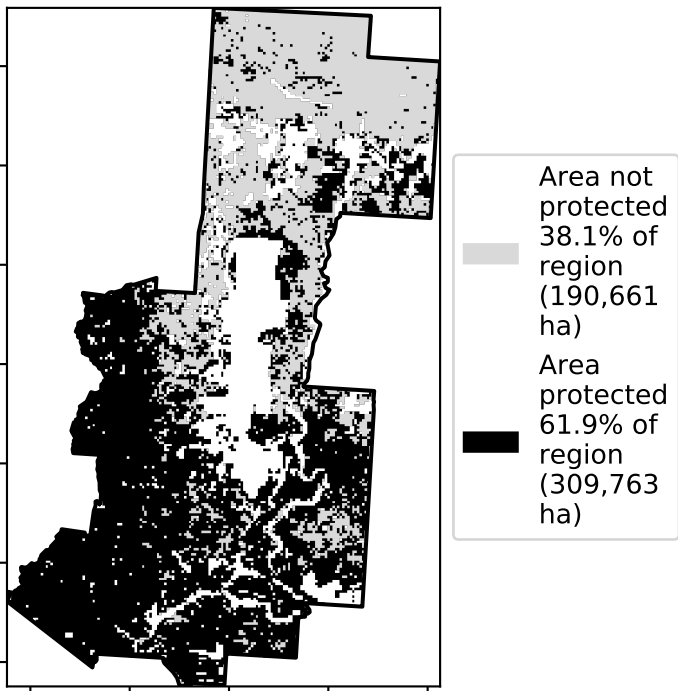 Area not
protected
38.1% of
region
(190,661
ha)
Area
protected
61.9% of
region
(309,763
ha)